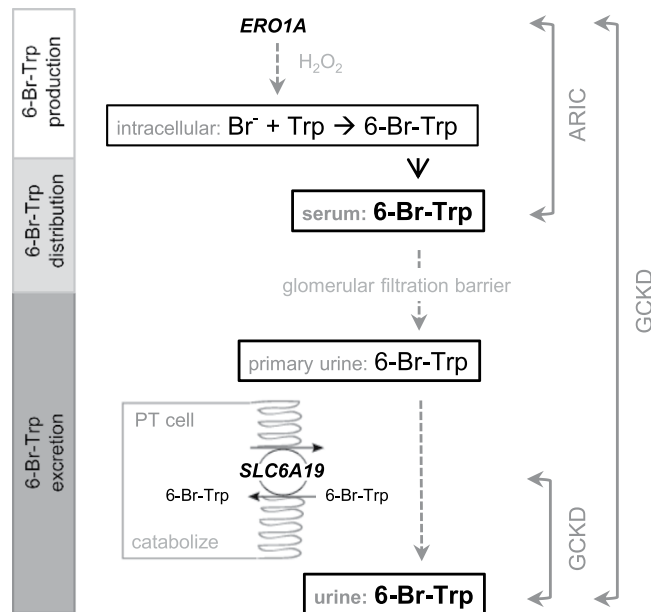 6-Br-Trp
production
ERO1A
H₂O₂
intracellular: Br⁻ + Trp → 6-Br-Trp
ARIC
6-Br-Trp
distribution
serum: 6-Br-Trp
glomerular filtration barrier
GCKD
6-Br-Trp
excretion
primary urine: 6-Br-Trp
PT cell
SLC6A19
6-Br-Trp 6-Br-Trp
catabolize
GCKD
urine: 6-Br-Trp